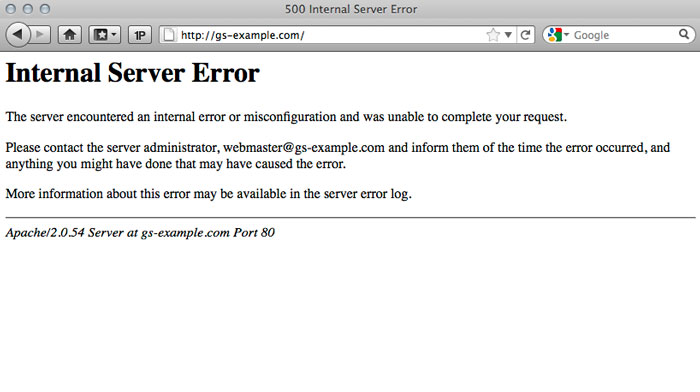 500 Internal Server Error
1P http://gs-example.com/ Google
Internal Server Error
The server encountered an internal error or misconfiguration and was unable to complete your request.
Please contact the server administrator, webmaster@gs-example.com and inform them of the time the error occurred, and
anything you might have done that may have caused the error.
More information about this error may be available in the server error log.
Apache/2.0.54 Server at gs-example.com Port 80